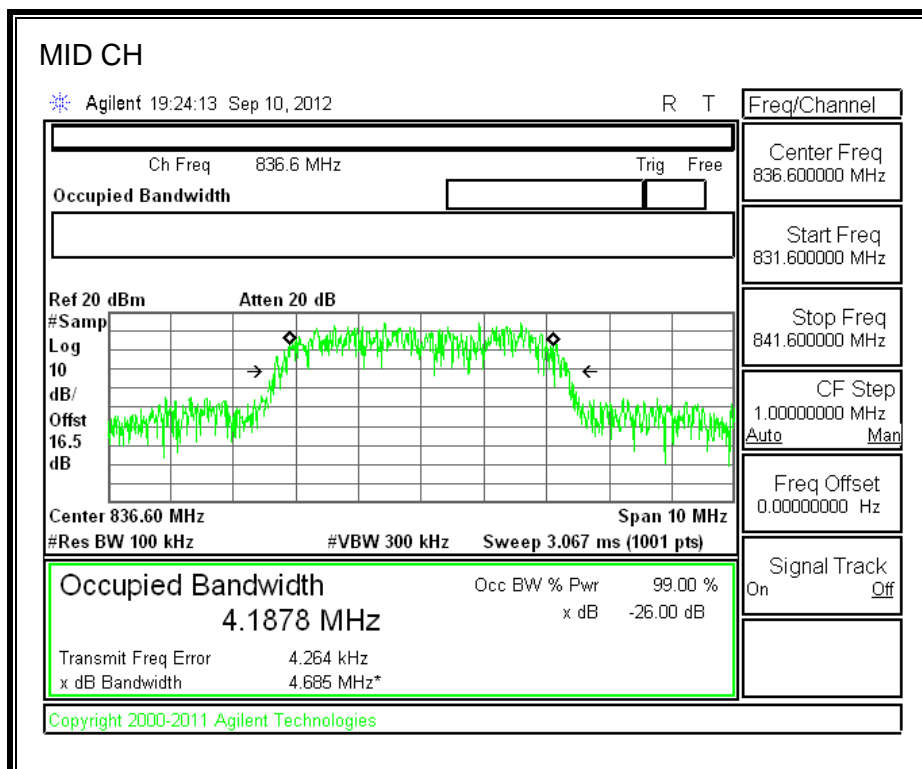 MID CH
Agilent 19:24:13 Sep 10, 2012 R T
Ch Freq 836.6 MHz Trig Free
Occupied Bandwidth
Ref 20 dBm Atten 20 dB
#Samp
Log
10
dB/
Offst
16.5
dB
Center 836.60 MHz Span 10 MHz
#Res BW 100 kHz #VBW 300 kHz Sweep 3.067 ms (1001 pts)
Occupied Bandwidth Occ BW % Pwr 99.00 %
4.1878 MHz x dB -26.00 dB
Transmit Freq Error 4.264 kHz
x dB Bandwidth 4.685 MHz*
Copyright 2000-2011 Agilent Technologies
Freq/Channel
Center Freq
836.600000 MHz
Start Freq
831.600000 MHz
Stop Freq
841.600000 MHz
CF Step
1.00000000 MHz
Auto Man
Freq Offset
0.00000000 Hz
Signal Track
On Off